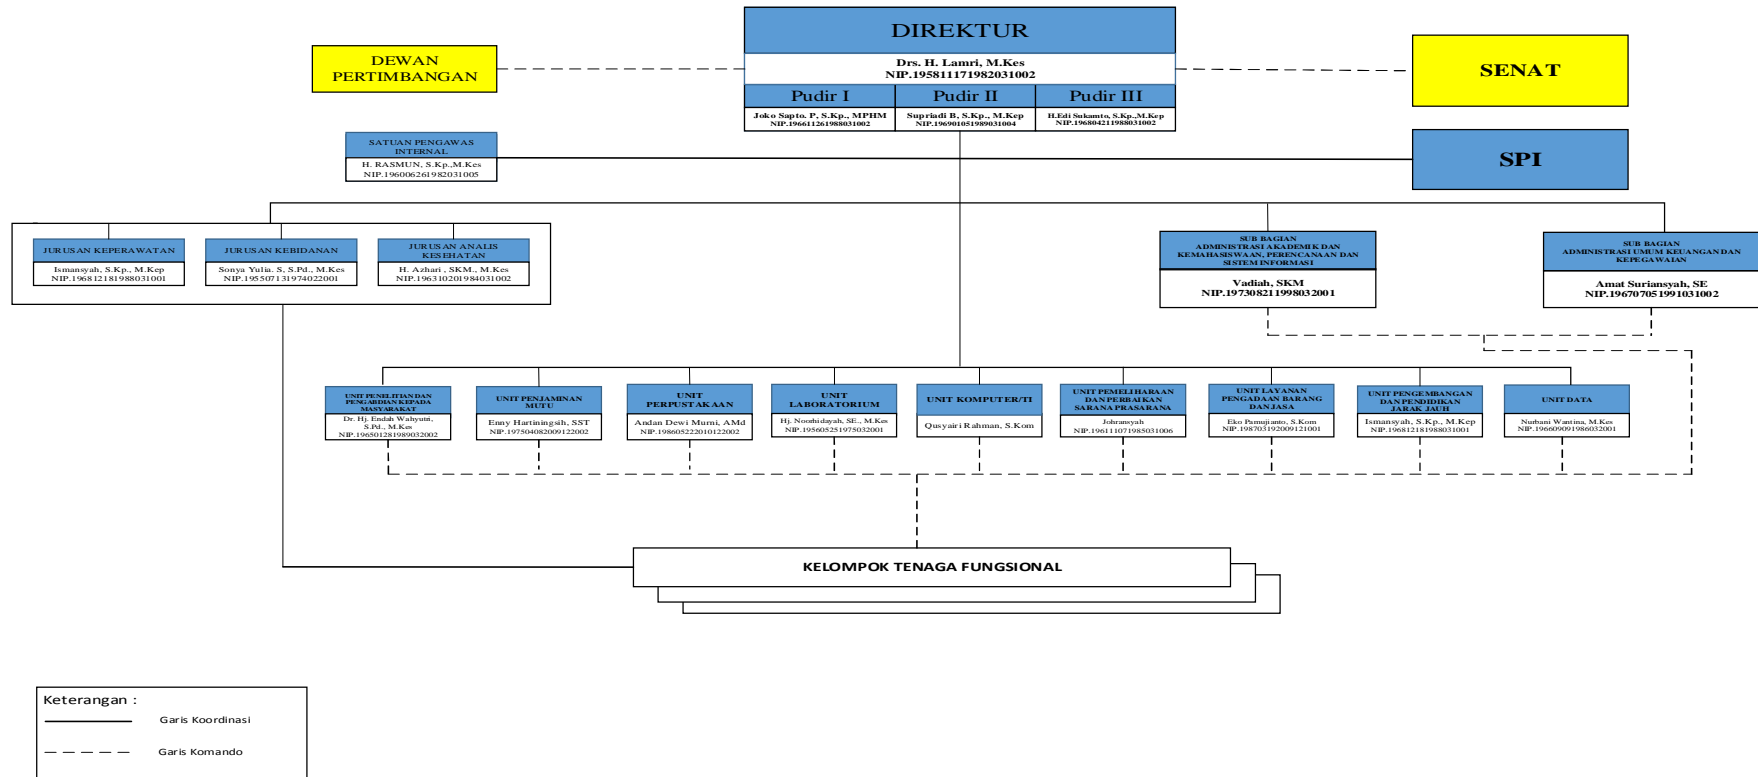 DIREKTUR
Drs. H. Lamri, M.Kes
NIP.195811171982031002
DEWAN
PERTIMBANGAN
SENAT
Pudir I
Pudir II
Pudir III
Joko Sapto. P, S.Kp., MPHM
NIP.196611261988031002
Supriadi B, S.Kp., M.Kep
NIP.196901051989031004
H.Edi Sukamto, S.Kp.,M.Kep
NIP.196804211988031002
SATUAN PENGAWAS
INTERNAL
H. RASMUN, S.Kp.,M.Kes
NIP.196006261982031005
SPI
JURUSAN KEPERAWATAN
Ismansyah, S.Kp., M.Kep
NIP.196812181988031001
JURUSAN KEBIDANAN
Sonya Yulia. S, S.Pd., M.Kes
NIP.195507131974022001
JURUSAN ANALIS
KESEHATAN
H. Azhari , SKM., M.Kes
NIP.196310201984031002
SUB BAGIAN
ADMINISTRASI AKADEMIK DAN
KEMAHASISWAAN, PERENCANAAN DAN
SISTEM INFORMASI
Vadiah, SKM
NIP.197308211998032001
SUB BAGIAN
ADMINISTRASI UMUM KEUANGAN DAN
KEPEGAWAIAN
Amat Suriansyah, SE
NIP.196707051991031002
UNIT PENELITIAN DAN
PENGABDIAN KEPADA
MASYARAKAT
Dr. Hj. Endah Wahyutri,
S.Pd., M.Kes
NIP.196501281989032002
UNIT PENJAMINAN
MUTU
Enny Hartiningsih, SST
NIP.197504082009122002
UNIT
PERPUSTAKAAN
Andan Dewi Murni, AMd
NIP.198605222010122002
UNIT
LABORATORIUM
Hj. Noorhidayah, SE., M.Kes
NIP.195605251975032001
UNIT KOMPUTER/TI
Qusyairi Rahman, S.Kom
UNIT PEMELIHARAAN
DAN PERBAIKAN
SARANA PRASARANA
Johransyah
NIP.196111071985031006
UNIT LAYANAN
PENGADAAN BARANG
DAN JASA
Eko Pamujianto, S.Kom
NIP.198703192009121001
UNIT PENGEMBANGAN
DAN PENDIDIKAN
JARAK JAUH
Ismansyah, S.Kp., M.Kep
NIP.196812181988031001
UNIT DATA
Nurbani Wantina, M.Kes
NIP.196609091986032001
KELOMPOK TENAGA FUNGSIONAL
Keterangan :
Garis Koordinasi
Garis Komando